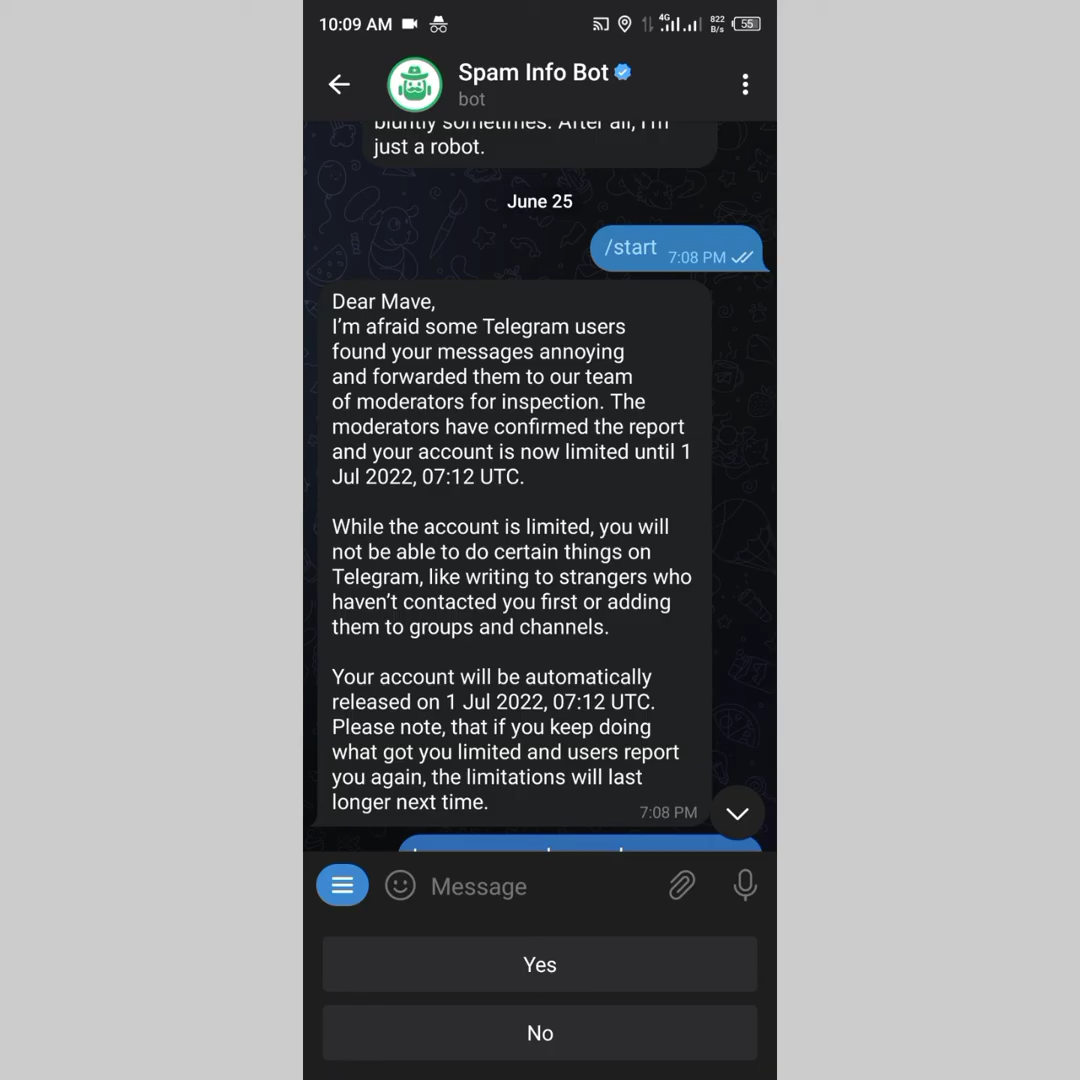 10:09 AM 4G 822 B/s 55
Spam Info Bot
bot
bluntly sometimes. After all, I'm
just a robot.
June 25
/start 7:08 PM
Dear Mave,
I'm afraid some Telegram users
found your messages annoying
and forwarded them to our team
of moderators for inspection. The
moderators have confirmed the report
and your account is now limited until 1
Jul 2022, 07:12 UTC.
While the account is limited, you will
not be able to do certain things on
Telegram, like writing to strangers who
haven't contacted you first or adding
them to groups and channels.
Your account will be automatically
released on 1 Jul 2022, 07:12 UTC.
Please note, that if you keep doing
what got you limited and users report
you again, the limitations will last
longer next time.
7:08 PM
Message
Yes
No